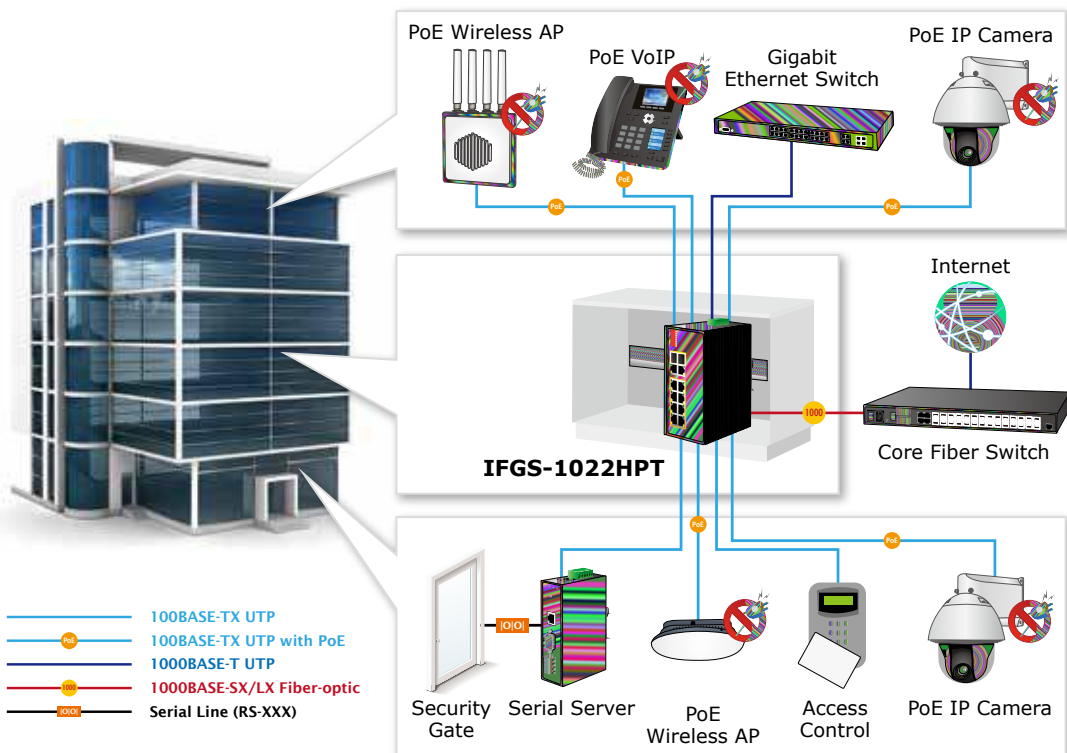 PoE Wireless AP
PoE VoIP
Gigabit
Ethernet Switch
PoE IP Camera
PoE
PoE
PoE
Internet
1000
Core Fiber Switch
IFGS-1022HPT
PoE
PoE
|O|O|
Security
Gate
Serial Server
PoE
Wireless AP
Access
Control
PoE IP Camera
100BASE-TX UTP
PoE
100BASE-TX UTP with PoE
1000BASE-T UTP
1000
1000BASE-SX/LX Fiber-optic
|O|O|
Serial Line (RS-XXX)